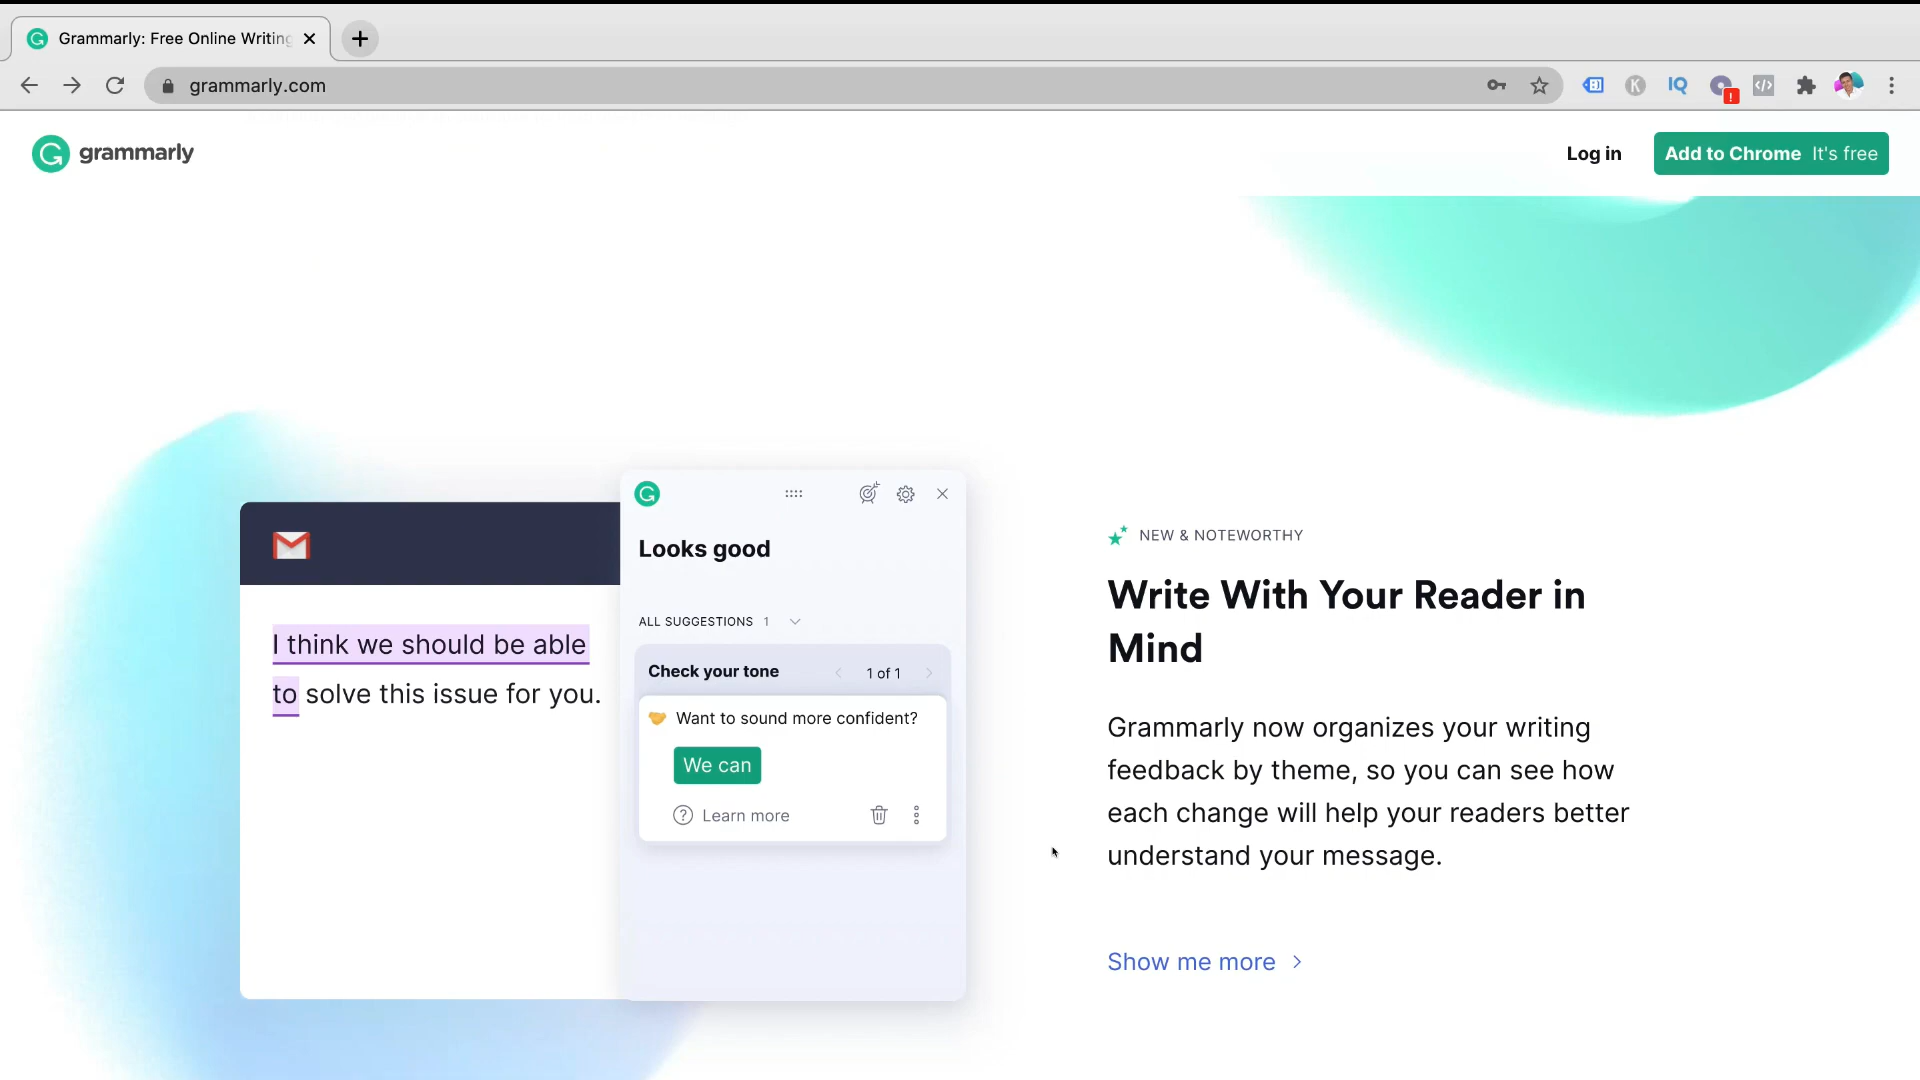 Grammarly: Free Online Writing
grammarly.com
grammarly
Log in
Add to Chrome It's free
Looks good
ALL SUGGESTIONS 1
Check your tone
1 of 1
Want to sound more confident?
We can
Learn more
I think we should be able
to solve this issue for you.
NEW & NOTEWORTHY
Write With Your Reader in
Mind
Grammarly now organizes your writing
feedback by theme, so you can see how
each change will help your readers better
understand your message.
Show me more
K
IQ